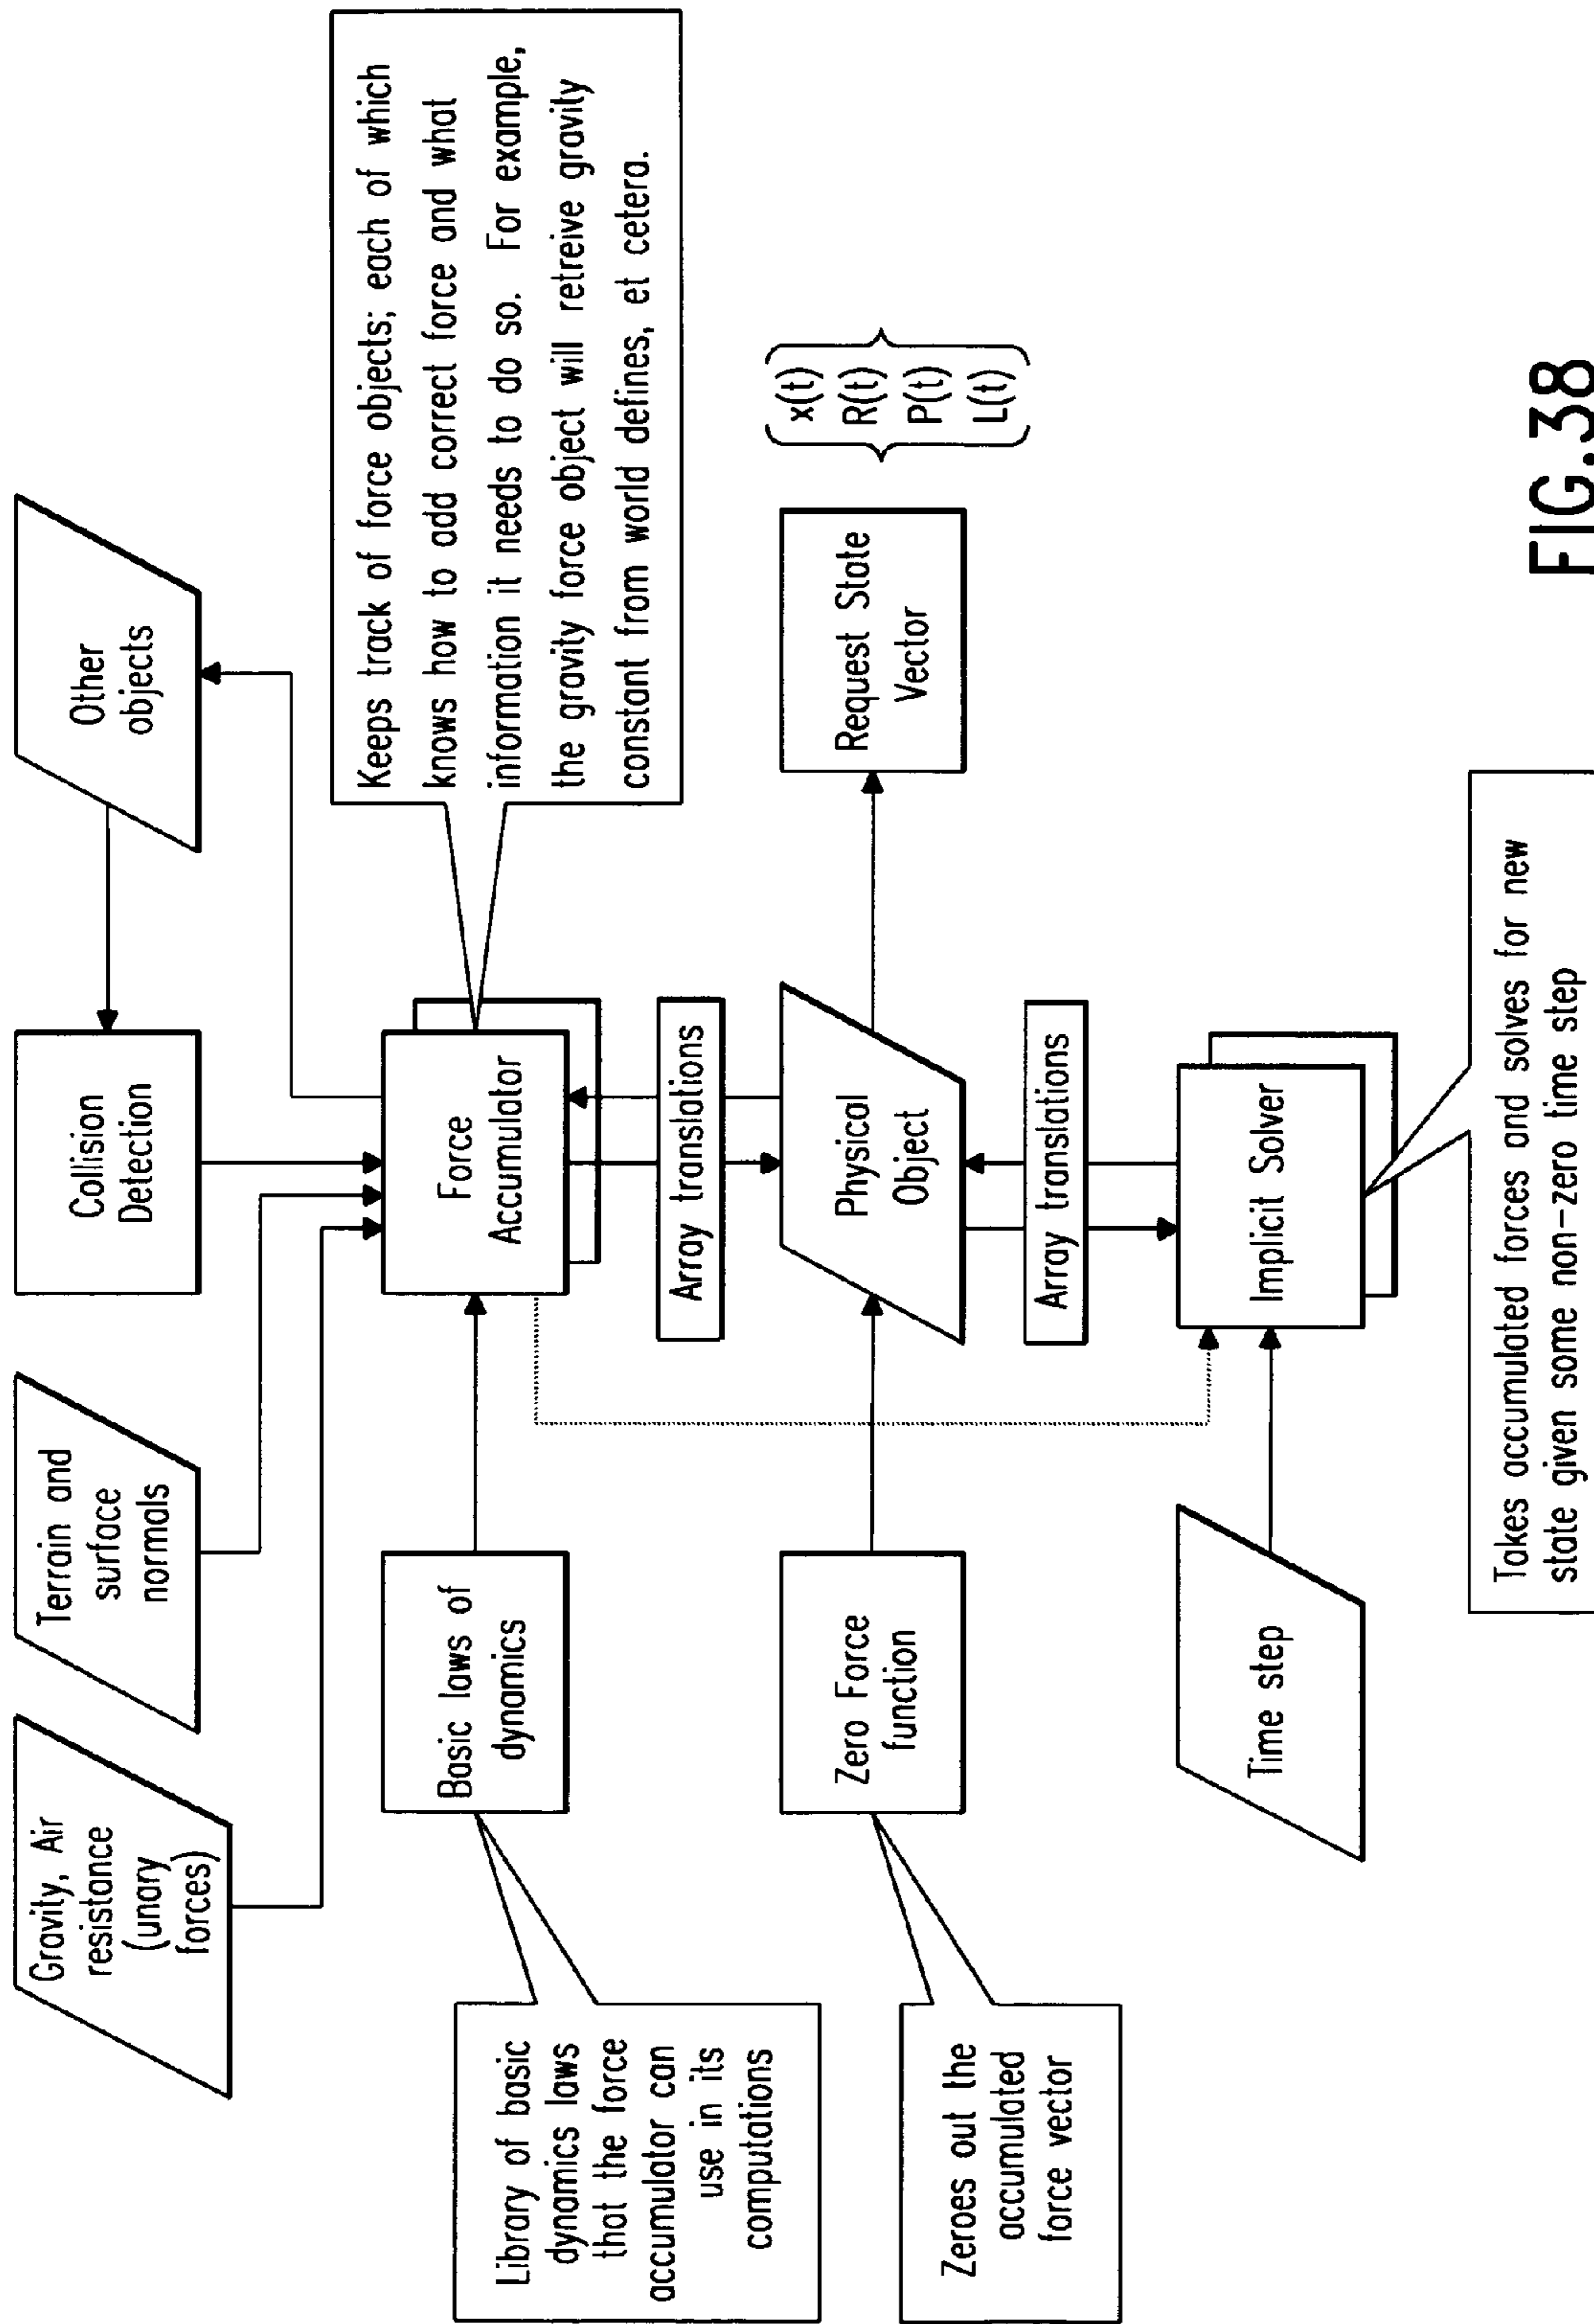 Gravity, Air
resistance
(unary
forces)
Terrain and
surface
normals
Collision
Detection
Other
objects
Library of basic
dynamics laws
that the force
accumulator can
use in its
computations
Basic laws of
dynamics
Force
Accumulator
Keeps track of force objects; each of which
knows how to add correct force and what
information it needs to do so. For example,
the gravity force object will retreive gravity
constant from world defines, et cetera.
Array translations
Zeroes out the
accumulated
force vector
Zero Force
function
Physical
Object
Request State
Vector
x(t)
R(t)
P(t)
L(t)
Array translations
Time step
Implicit Solver
Takes accumulated forces and solves for new
state given some non-zero time step
FIG.38